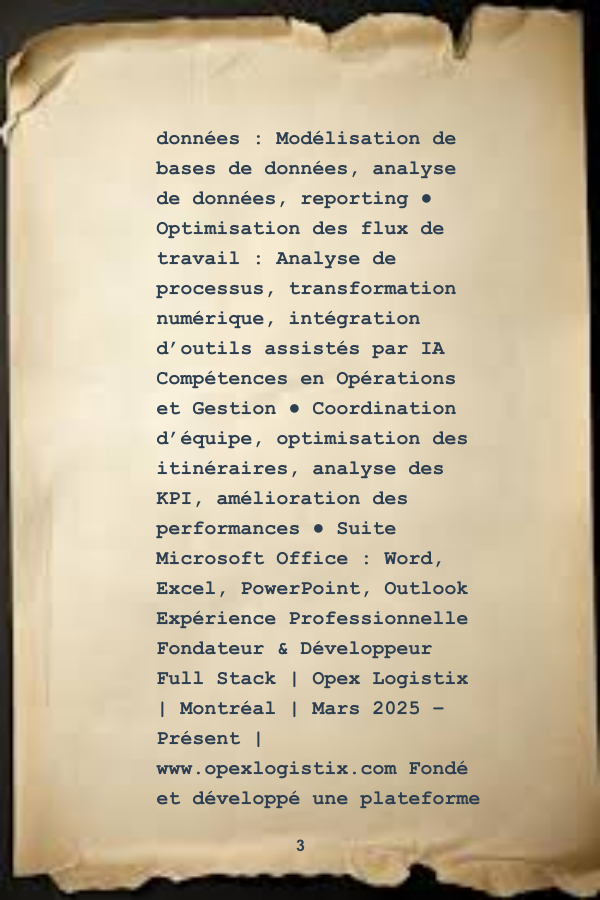 données : Modélisation de
bases de données, analyse
de données, reporting ●
Optimisation des flux de
travail : Analyse de
processus, transformation
numérique, intégration
d’outils assistés par IA
Compétences en Opérations
et Gestion ● Coordination
d’équipe, optimisation des
itinéraires, analyse des
KPI, amélioration des
performances ● Suite
Microsoft Office : Word,
Excel, PowerPoint, Outlook
Expérience Professionnelle
Fondateur & Développeur
Full Stack | Opex Logistix
| Montréal | Mars 2025 –
Présent |
www.opexlogistix.com Fondé
et développé une plateforme
3